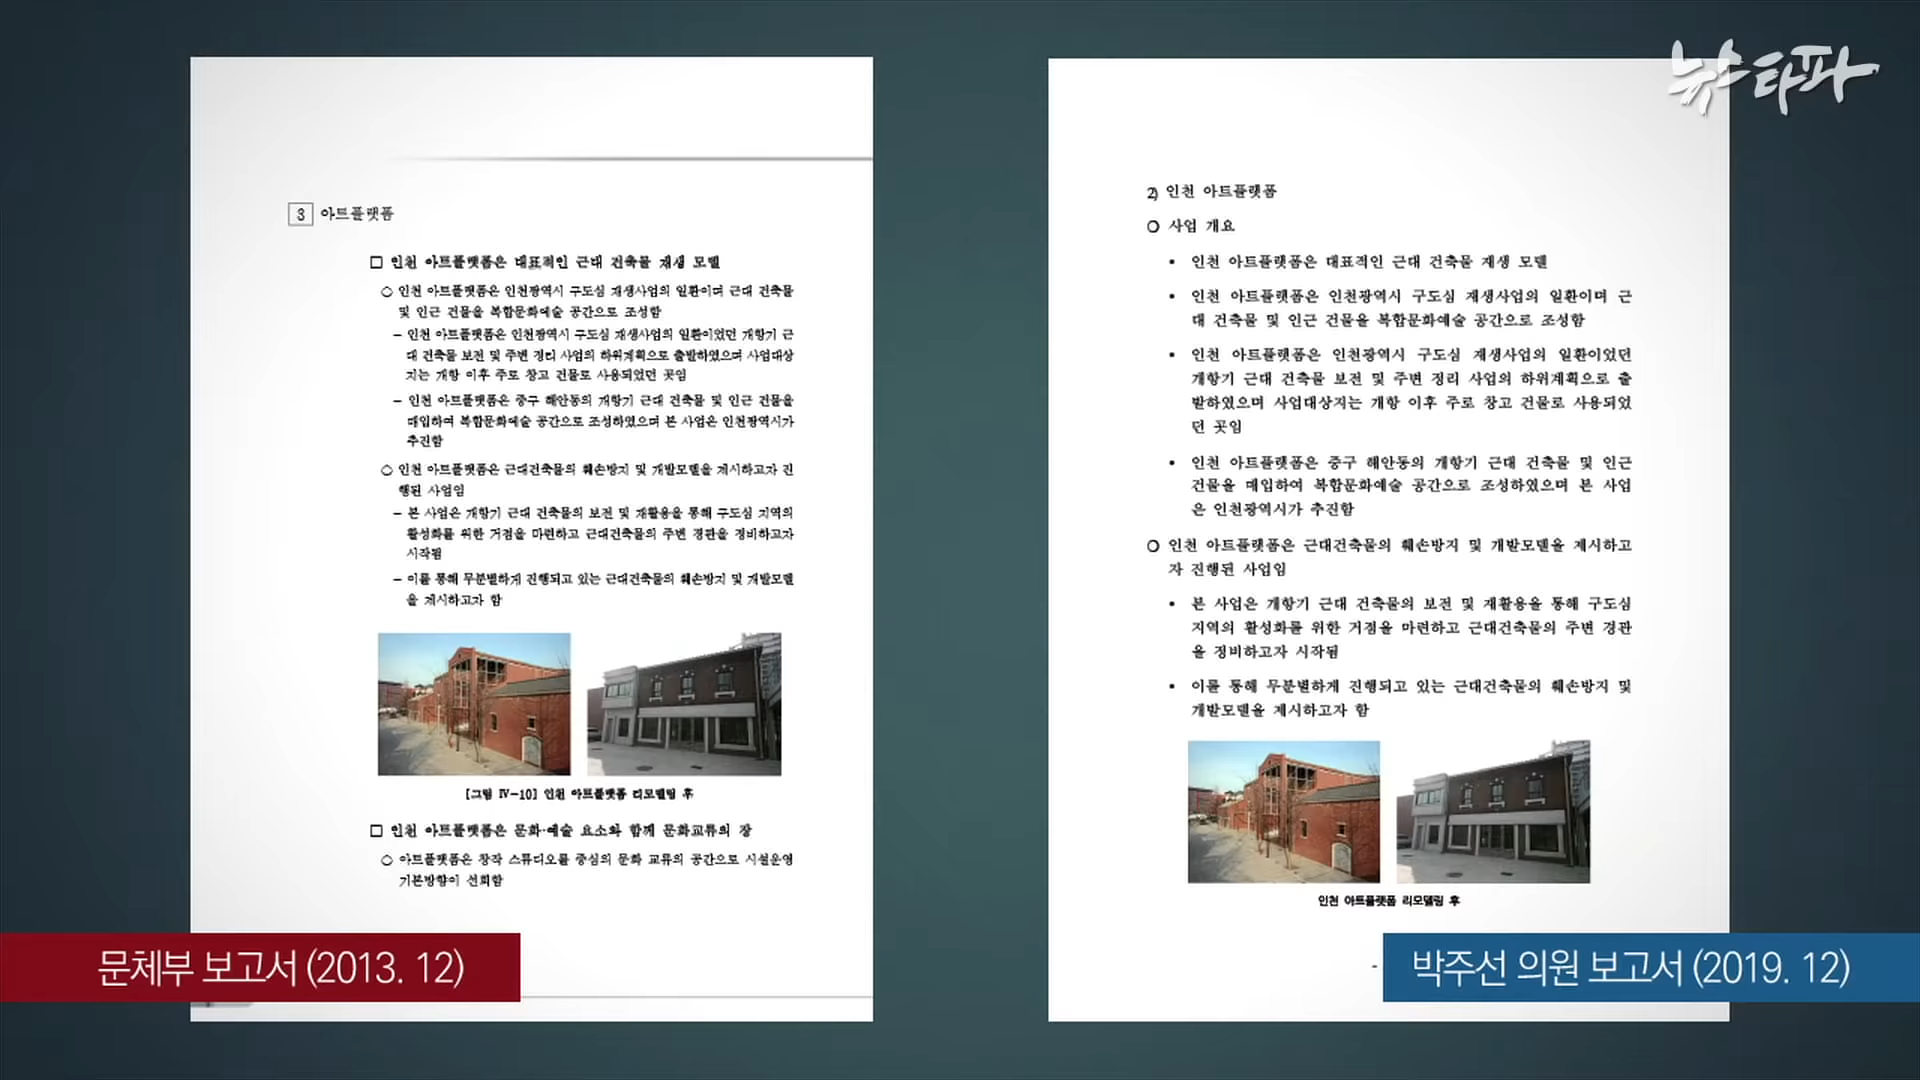 뉴스타파
3 아트플랫폼
□ 인천 아트플랫폼은 대표적인 근대 건축물 재생 모델
○ 인천 아트플랫폼은 인천광역시 구도심 재생사업의 일환이며 근대 건축물
및 인근 건물을 복합문화예술 공간으로 조성함
- 인천 아트플랫폼은 인천광역시 구도심 재생사업의 일환이었던 개항기 근
대 건축물 보전 및 주변 정리 사업의 하위계획으로 출발하였으며 사업대상
지는 개항 이후 주로 창고 건물로 사용되었던 곳임
- 인천 아트플랫폼은 중구 해안동의 개항기 근대 건축물 및 인근 건물을
매입하여 복합문화예술 공간으로 조성하였으며 본 사업은 인천광역시가
추진함
○ 인천 아트플랫폼은 근대건축물의 훼손방지 및 개발모델을 제시하고자 진
행된 사업임
- 본 사업은 개항기 근대 건축물의 보전 및 재활용을 통해 구도심 지역의
활성화를 위한 거점을 마련하고 근대건축물의 주변 경관을 정비하고자
시작됨
- 이를 통해 무분별하게 진행되고 있는 근대건축물의 훼손방지 및 개발모델
을 제시하고자 함
[그림 Ⅳ-10] 인천 아트플랫폼 리모델링 후
□ 인천 아트플랫폼은 문화·예술 요소와 함께 문화교류의 장
○ 아트플랫폼은 창작 스튜디오를 중심의 문화 교류의 공간으로 시설운영
기본방향이 선회함
문체부 보고서 (2013. 12)
2) 인천 아트플랫폼
○ 사업 개요
• 인천 아트플랫폼은 대표적인 근대 건축물 재생 모델
• 인천 아트플랫폼은 인천광역시 구도심 재생사업의 일환이며 근
대 건축물 및 인근 건물을 복합문화예술 공간으로 조성함
• 인천 아트플랫폼은 인천광역시 구도심 재생사업의 일환이었던
개항기 근대 건축물 보전 및 주변 정리 사업의 하위계획으로 출
발하였으며 사업대상지는 개항 이후 주로 창고 건물로 사용되었
던 곳임
• 인천 아트플랫폼은 중구 해안동의 개항기 근대 건축물 및 인근
건물을 매입하여 복합문화예술 공간으로 조성하였으며 본 사업
은 인천광역시가 추진함
○ 인천 아트플랫폼은 근대건축물의 훼손방지 및 개발모델을 제시하고
자 진행된 사업임
• 본 사업은 개항기 근대 건축물의 보전 및 재활용을 통해 구도심
지역의 활성화를 위한 거점을 마련하고 근대건축물의 주변 경관
을 정비하고자 시작됨
• 이를 통해 무분별하게 진행되고 있는 근대건축물의 훼손방지 및
개발모델을 제시하고자 함
인천 아트플랫폼 리모델링 후
-
박주선 의원 보고서 (2019. 12)